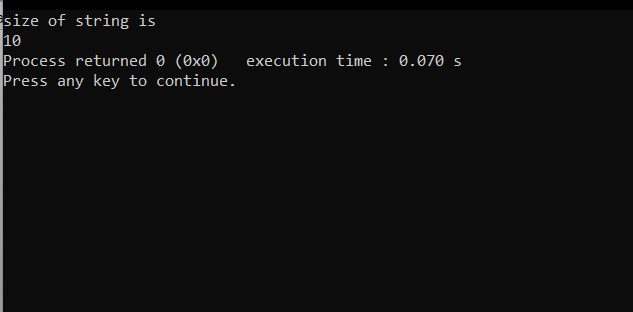 size of string is
10
Process returned 0 (0x0)   execution time : 0.070 s
Press any key to continue.